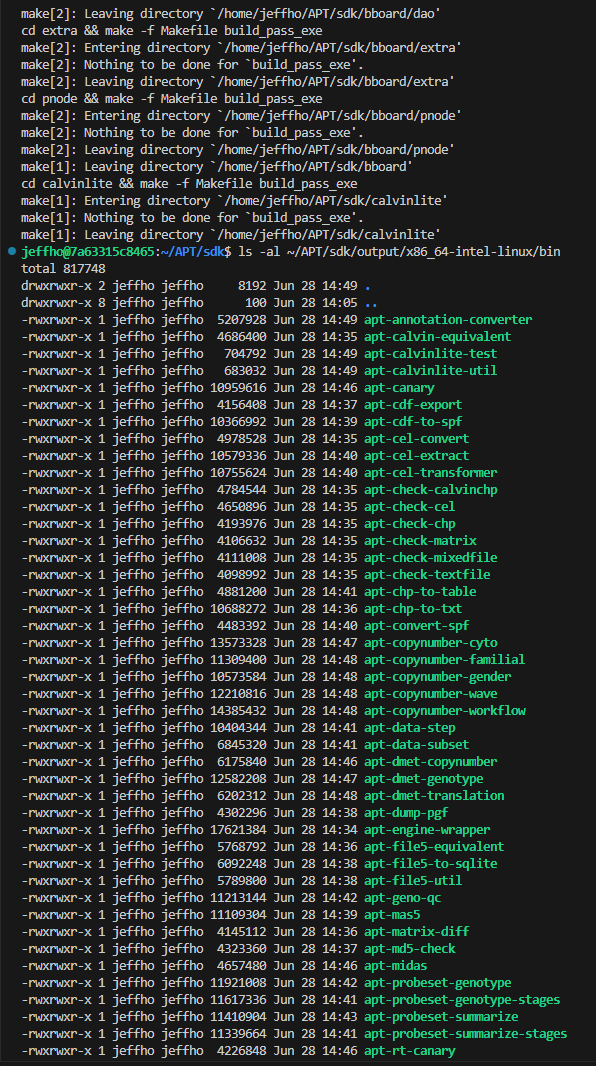 make[2]: Leaving directory `/home/jeffho/APT/sdk/bboard/dao'
cd extra && make -f Makefile build_pass_exe
make[2]: Entering directory `/home/jeffho/APT/sdk/bboard/extra'
make[2]: Nothing to be done for `build_pass_exe'.
make[2]: Leaving directory `/home/jeffho/APT/sdk/bboard/extra'
cd pnode && make -f Makefile build_pass_exe
make[2]: Entering directory `/home/jeffho/APT/sdk/bboard/pnode'
make[2]: Nothing to be done for `build_pass_exe'.
make[2]: Leaving directory `/home/jeffho/APT/sdk/bboard/pnode'
make[1]: Leaving directory `/home/jeffho/APT/sdk/bboard'
cd calvinlite && make -f Makefile build_pass_exe
make[1]: Entering directory `/home/jeffho/APT/sdk/calvinlite'
make[1]: Nothing to be done for `build_pass_exe'.
make[1]: Leaving directory `/home/jeffho/APT/sdk/calvinlite'
jeffho@7a63315c8465:~/APT/sdk$ ls -al ~/APT/sdk/output/x86_64-intel-linux/bin
total 817748
drwxrwxr-x 2 jeffho jeffho     8192 Jun 28 14:49 .
drwxrwxr-x 8 jeffho jeffho      100 Jun 28 14:05 ..
-rwxrwxr-x 1 jeffho jeffho  5207928 Jun 28 14:49 apt-annotation-converter
-rwxrwxr-x 1 jeffho jeffho  4686400 Jun 28 14:35 apt-calvin-equivalent
-rwxrwxr-x 1 jeffho jeffho   704792 Jun 28 14:49 apt-calvinlite-test
-rwxrwxr-x 1 jeffho jeffho   683032 Jun 28 14:49 apt-calvinlite-util
-rwxrwxr-x 1 jeffho jeffho 10959616 Jun 28 14:46 apt-canary
-rwxrwxr-x 1 jeffho jeffho  4156408 Jun 28 14:37 apt-cdf-export
-rwxrwxr-x 1 jeffho jeffho 10366992 Jun 28 14:39 apt-cdf-to-spf
-rwxrwxr-x 1 jeffho jeffho  4978528 Jun 28 14:35 apt-cel-convert
-rwxrwxr-x 1 jeffho jeffho 10579336 Jun 28 14:40 apt-cel-extract
-rwxrwxr-x 1 jeffho jeffho 10755624 Jun 28 14:40 apt-cel-transformer
-rwxrwxr-x 1 jeffho jeffho  4784544 Jun 28 14:35 apt-check-calvinchp
-rwxrwxr-x 1 jeffho jeffho  4650896 Jun 28 14:35 apt-check-cel
-rwxrwxr-x 1 jeffho jeffho  4193976 Jun 28 14:35 apt-check-chp
-rwxrwxr-x 1 jeffho jeffho  4106632 Jun 28 14:35 apt-check-matrix
-rwxrwxr-x 1 jeffho jeffho  4111008 Jun 28 14:35 apt-check-mixedfile
-rwxrwxr-x 1 jeffho jeffho  4098992 Jun 28 14:35 apt-check-textfile
-rwxrwxr-x 1 jeffho jeffho  4881200 Jun 28 14:41 apt-chp-to-table
-rwxrwxr-x 1 jeffho jeffho 10688272 Jun 28 14:36 apt-chp-to-txt
-rwxrwxr-x 1 jeffho jeffho  4483392 Jun 28 14:40 apt-convert-spf
-rwxrwxr-x 1 jeffho jeffho 13573328 Jun 28 14:47 apt-copynumber-cyto
-rwxrwxr-x 1 jeffho jeffho 11309400 Jun 28 14:48 apt-copynumber-familial
-rwxrwxr-x 1 jeffho jeffho 10573584 Jun 28 14:48 apt-copynumber-gender
-rwxrwxr-x 1 jeffho jeffho 12210816 Jun 28 14:48 apt-copynumber-wave
-rwxrwxr-x 1 jeffho jeffho 14385432 Jun 28 14:48 apt-copynumber-workflow
-rwxrwxr-x 1 jeffho jeffho 10404344 Jun 28 14:41 apt-data-step
-rwxrwxr-x 1 jeffho jeffho  6845320 Jun 28 14:41 apt-data-subset
-rwxrwxr-x 1 jeffho jeffho  6175840 Jun 28 14:46 apt-dmet-copynumber
-rwxrwxr-x 1 jeffho jeffho 12582208 Jun 28 14:47 apt-dmet-genotype
-rwxrwxr-x 1 jeffho jeffho  6202312 Jun 28 14:48 apt-dmet-translation
-rwxrwxr-x 1 jeffho jeffho  4302296 Jun 28 14:38 apt-dump-pgf
-rwxrwxr-x 1 jeffho jeffho 17621384 Jun 28 14:34 apt-engine-wrapper
-rwxrwxr-x 1 jeffho jeffho  5768792 Jun 28 14:36 apt-file5-equivalent
-rwxrwxr-x 1 jeffho jeffho  6092248 Jun 28 14:38 apt-file5-to-sqlite
-rwxrwxr-x 1 jeffho jeffho  5789800 Jun 28 14:38 apt-file5-util
-rwxrwxr-x 1 jeffho jeffho 11213144 Jun 28 14:42 apt-geno-qc
-rwxrwxr-x 1 jeffho jeffho 11109304 Jun 28 14:39 apt-mas5
-rwxrwxr-x 1 jeffho jeffho  4145112 Jun 28 14:36 apt-matrix-diff
-rwxrwxr-x 1 jeffho jeffho  4323360 Jun 28 14:37 apt-md5-check
-rwxrwxr-x 1 jeffho jeffho  4657480 Jun 28 14:46 apt-midas
-rwxrwxr-x 1 jeffho jeffho 11921008 Jun 28 14:42 apt-probeset-genotype
-rwxrwxr-x 1 jeffho jeffho 11617336 Jun 28 14:41 apt-probeset-genotype-stages
-rwxrwxr-x 1 jeffho jeffho 11410904 Jun 28 14:43 apt-probeset-summarize
-rwxrwxr-x 1 jeffho jeffho 11339664 Jun 28 14:41 apt-probeset-summarize-stages
-rwxrwxr-x 1 jeffho jeffho  4226848 Jun 28 14:46 apt-rt-canary